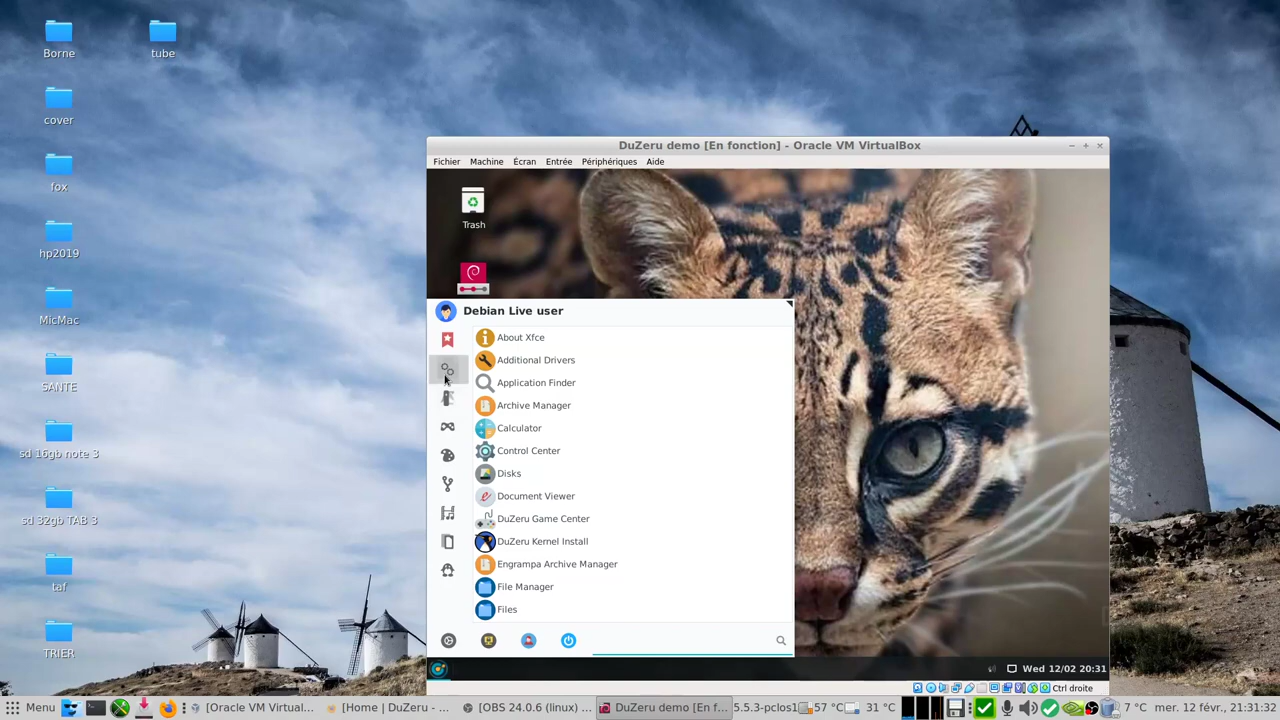 Borne
tube
cover
fox
hp2019
MicMac
SANTE
sd 16gb note 3
sd 32gb TAB 3
taf
TRIER
DuZeru demo [En fonction] - Oracle VM VirtualBox
Fichier Machine Écran Entrée Périphériques Aide
Trash
Debian Live user
About Xfce
Additional Drivers
Application Finder
Archive Manager
Calculator
Control Center
Disks
Document Viewer
DuZeru Game Center
DuZeru Kernel Install
Engrampa Archive Manager
File Manager
Files
Wed 12/02 20:31
Ctrl droite
Menu [Oracle VM Virtu... [Home | DuZeru - ... [OBS 24.0.6 (linux) ... DuZeru demo [En f... 5.5.3-pclos1 57 °C 31 °C 7 °C mer. 12 févr., 21:31:32